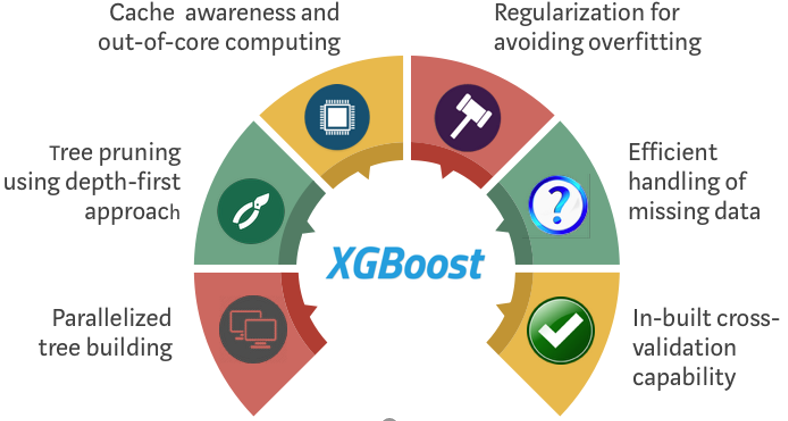 Cache awareness and
out-of-core computing
Regularization for
avoiding overfitting
Tree pruning
using depth-first
approach
Efficient
handling of
missing data
XGBoost
Parallelized
tree building
In-built cross-
validation
capability